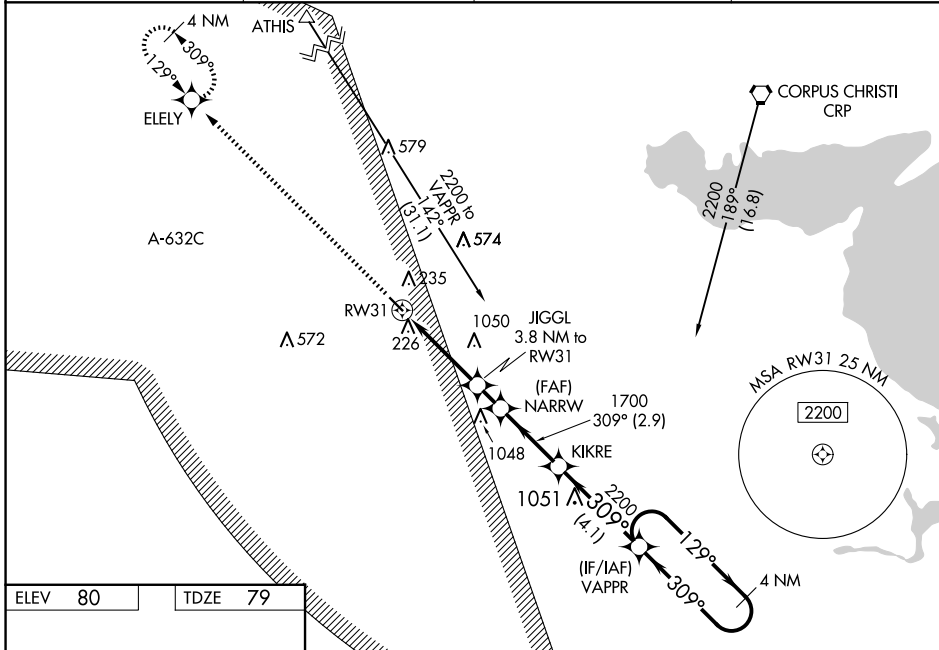 4 NM
309°
129°
ELELY
ATHIS
579
2200 to
VAPPR
142°
(31.1)
574
CORPUS CHRISTI
CRP
2200
189°
(16.8)
A-632C
235
RW31
226
572
1050
JIGGL
3.8 NM to
RW31
(FAF)
NARRW
1700
309° (2.9)
1048
KIKRE
1051
2200
309°
(4.1)
(IF/IAF)
VAPPR
129°
309°
4 NM
MSA RW31 25 NM
2200
ELEV 80
TDZE 79